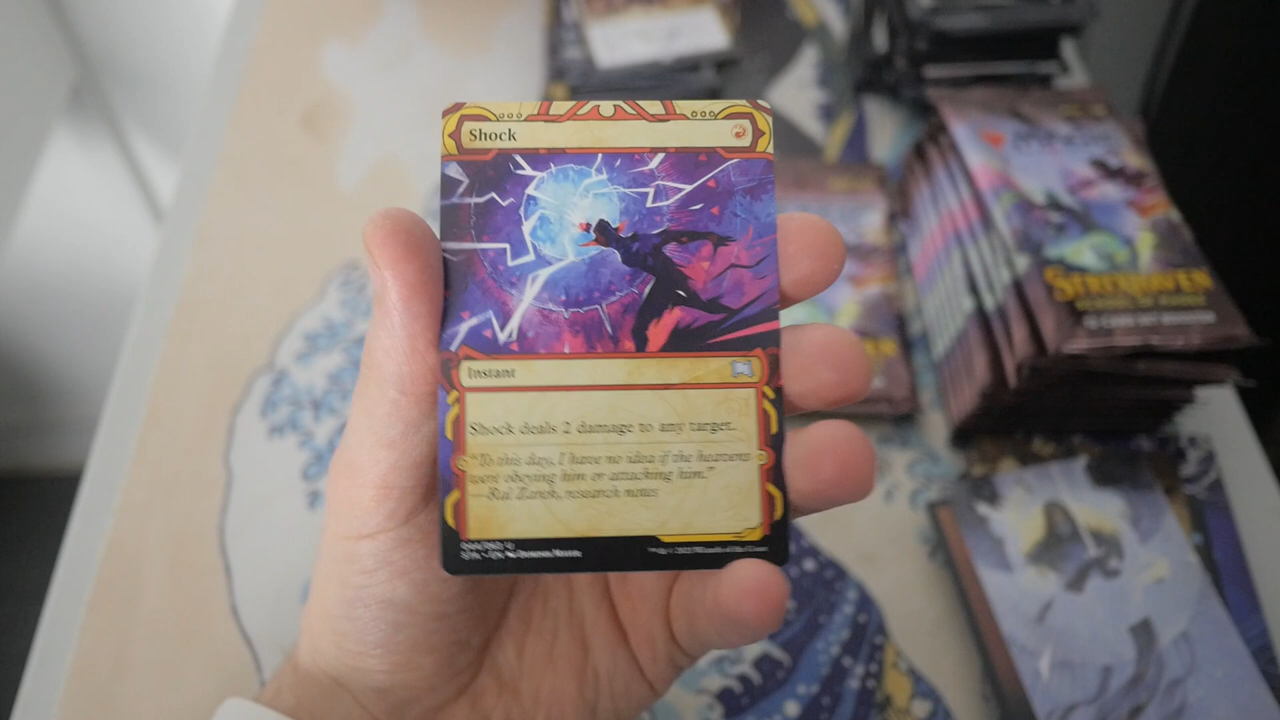 Shock
Instant
Shock deals 2 damage to any target.
"To this day, I have no idea if the heavens
were obeying him or attacking him."
—Ral Zarek, research notes
STRIXHAVEN